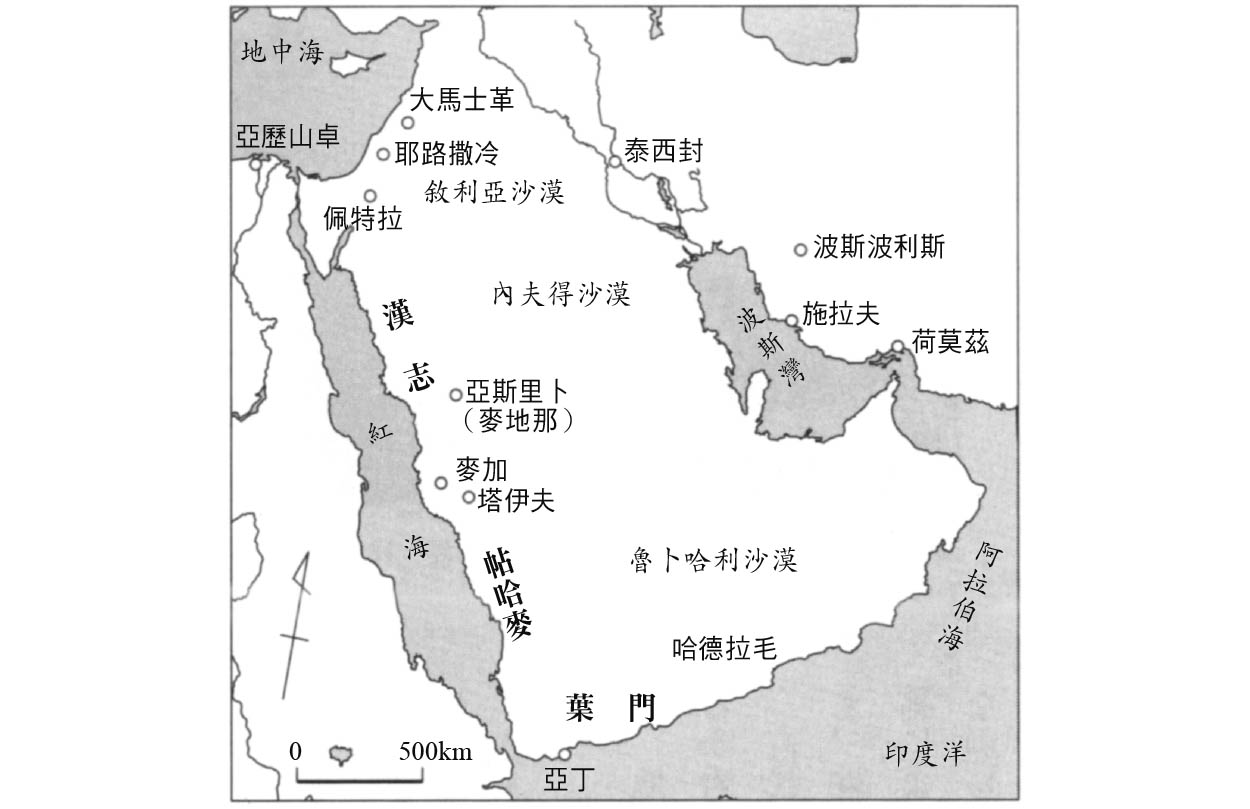 地中海
大馬士革
亞歷山卓
耶路撒冷
泰西封
敘利亞沙漠
佩特拉
波斯波利斯
內夫得沙漠
漢志
施拉夫
波斯灣
荷莫茲
亞斯里卜
（麥地那）
紅海
麥加
塔伊夫
帖哈麥
魯卜哈利沙漠
阿拉伯海
哈德拉毛
葉門
0 500km
印度洋
亞丁